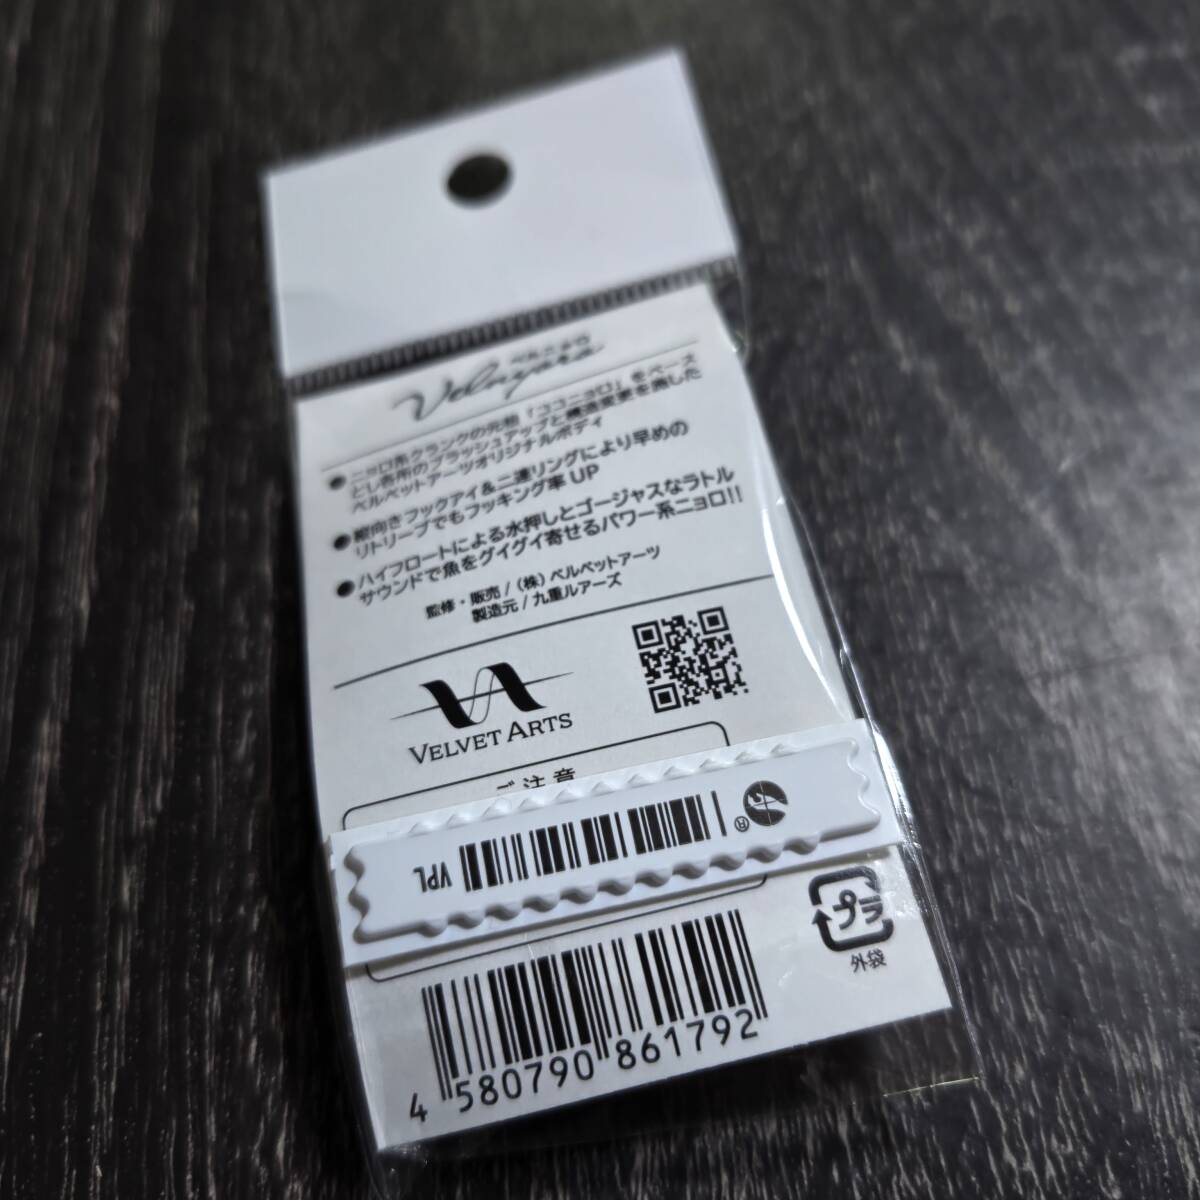 ベルニョロ
Velnyoro
● ニョロ系クランクの元祖「ココニョロ」をベース
とし各所のブラッシュアップと構造変更を施した
ベルベットアーツオリジナルボディ
● 縦向きフックアイ&二連リングにより早めの
リトリーブでもフッキング率UP
● ハイフロートによる水押しとゴージャスなラトル
サウンドで魚をグイグイ寄せるパワー系ニョロ!!
監修・販売/(株)ベルベットアーツ
製造元/九重ルアーズ
VELVET ARTS
ご注意
VPL
®
プラ
外袋
4 580790 861792